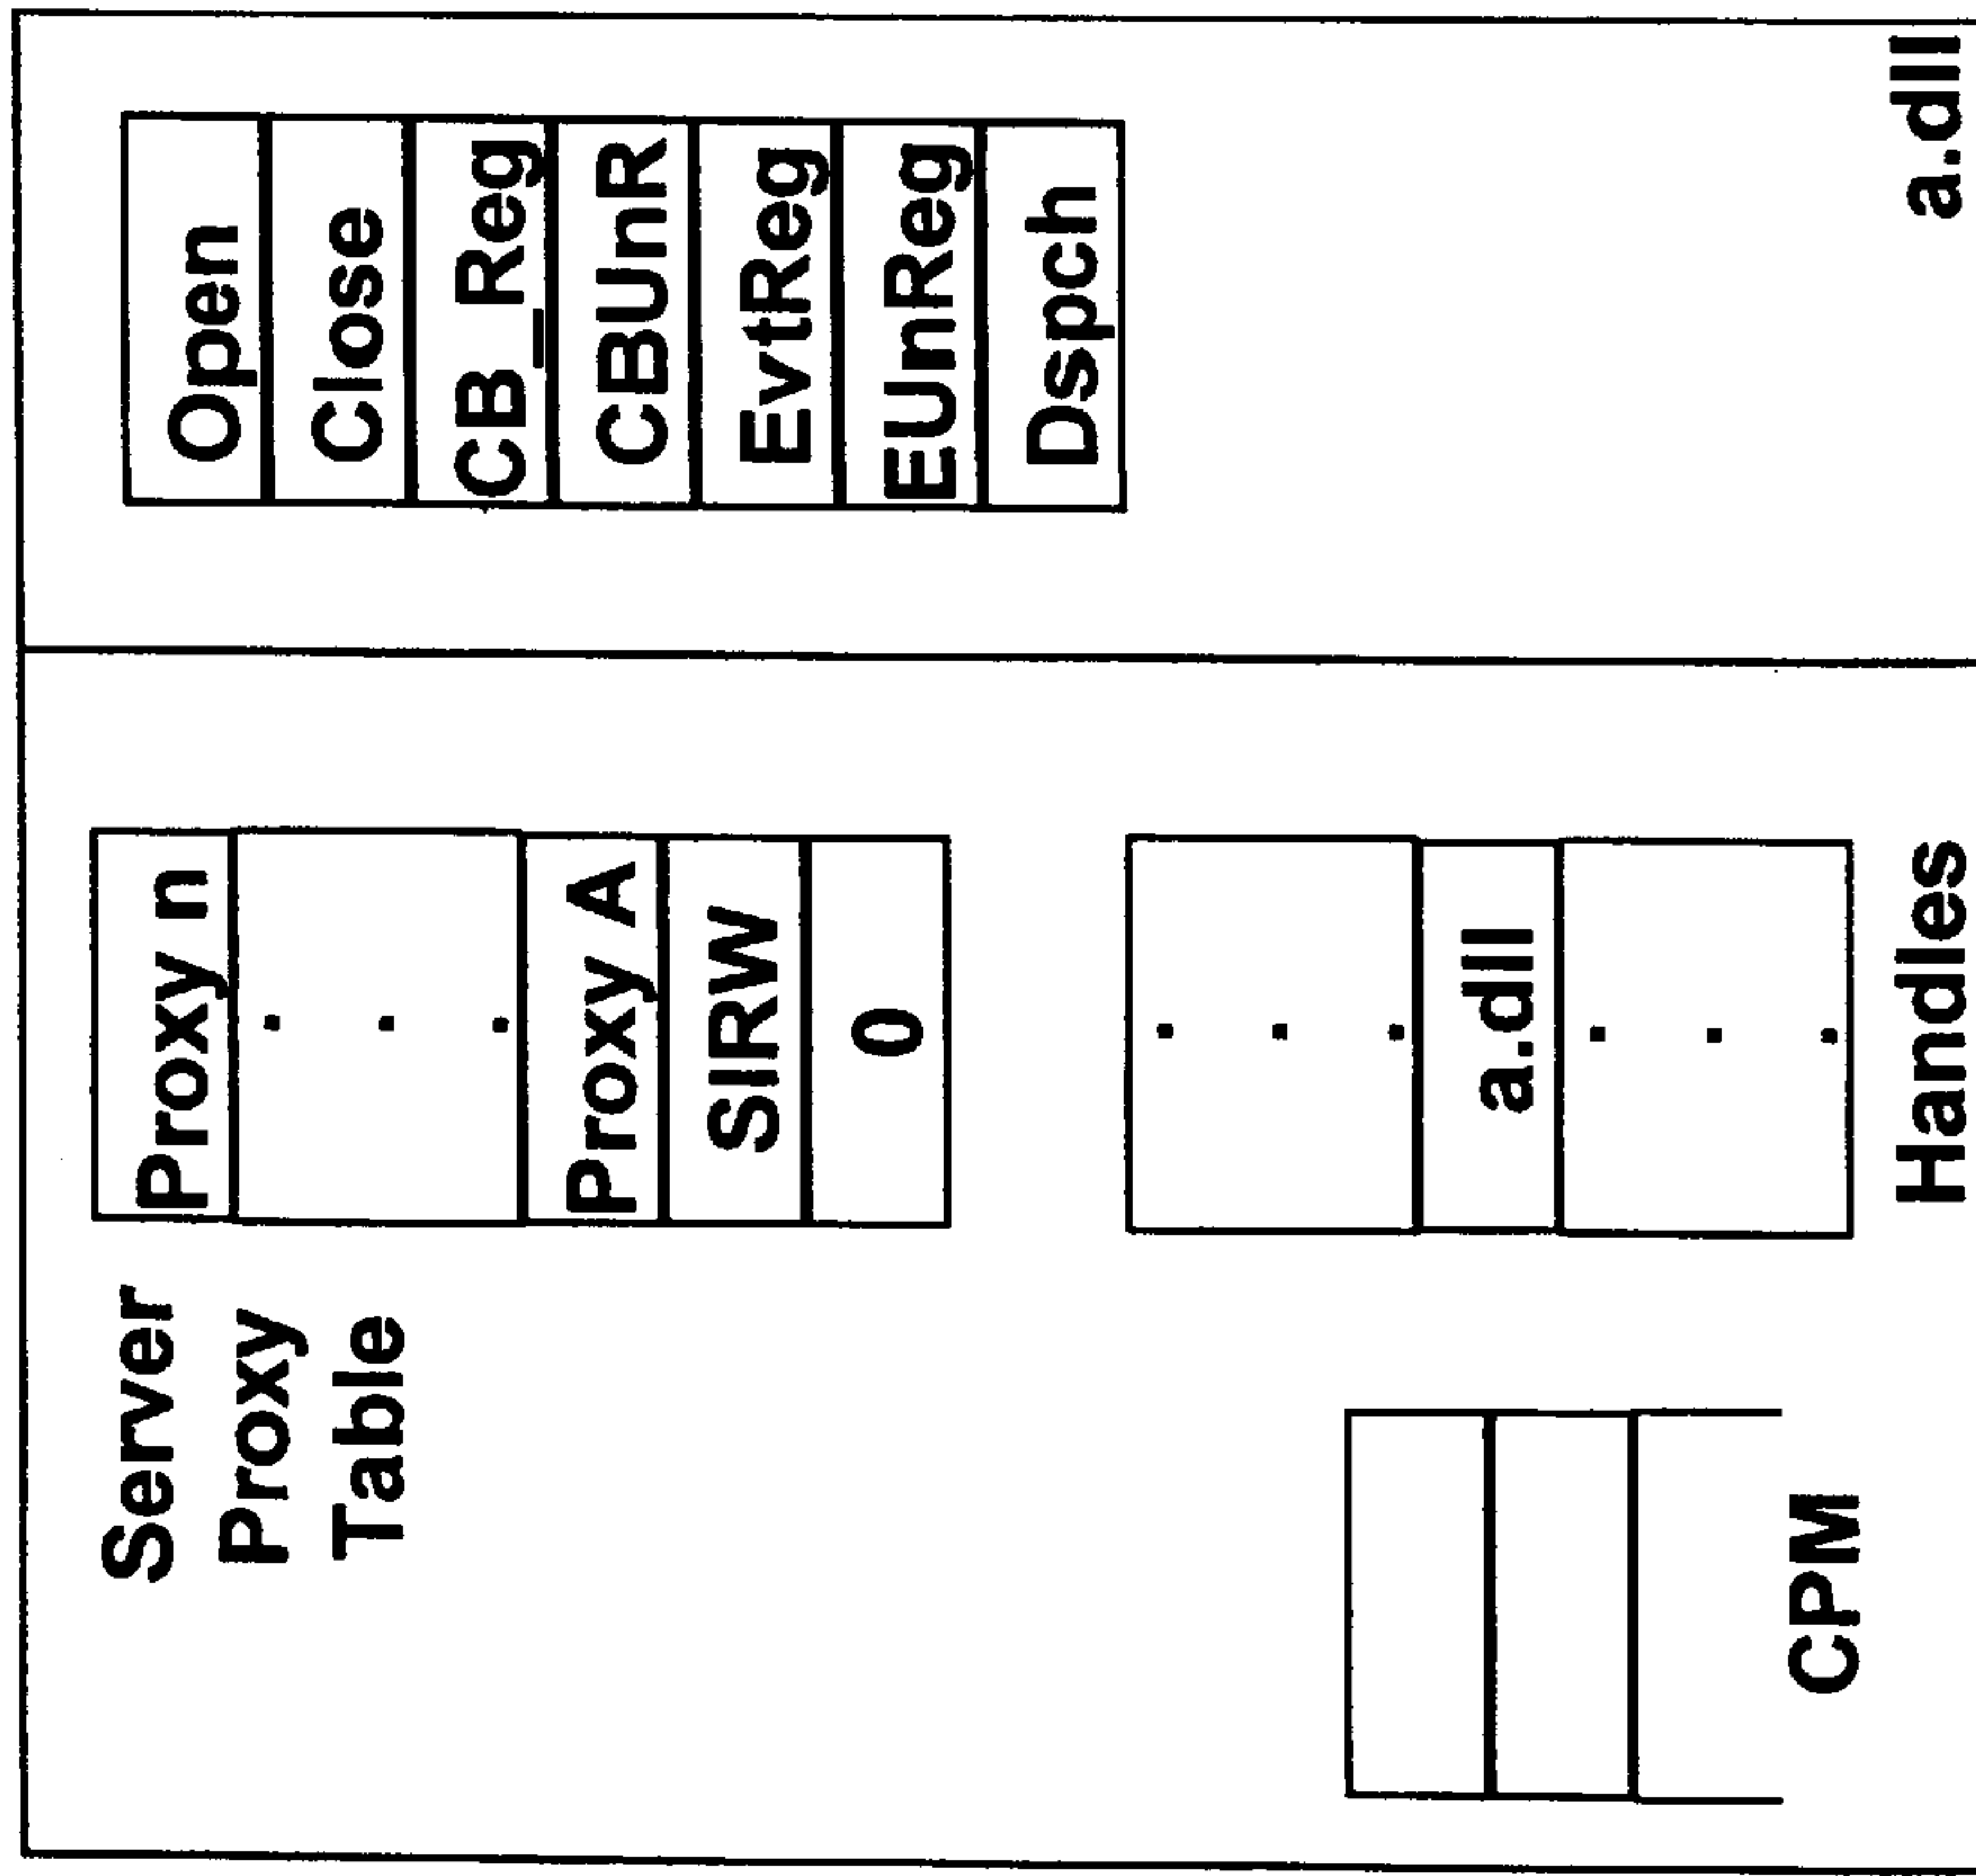 Server
Proxy
Table
Proxy n
Proxy A
SIRW
0
a.dll
Handles
CPM
Open
Close
CB_Reg
CBUnR
EvtReg
EUnReg
Dspch
a.dll